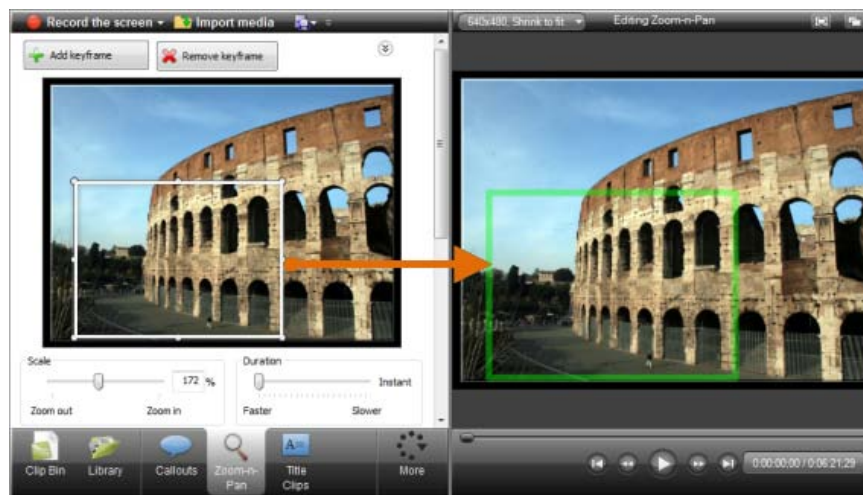 Record the screen
Import media
640x480, Shrink to fit
Editing Zoom-n-Pan
Add keyframe
Remove keyframe
Scale
172 %
Zoom out
Zoom in
Duration
Instant
Faster
Slower
Clip Bin
Library
Callouts
Zoom-n-Pan
A
Title Clips
More
0:00:00;00 / 0:06:21;29